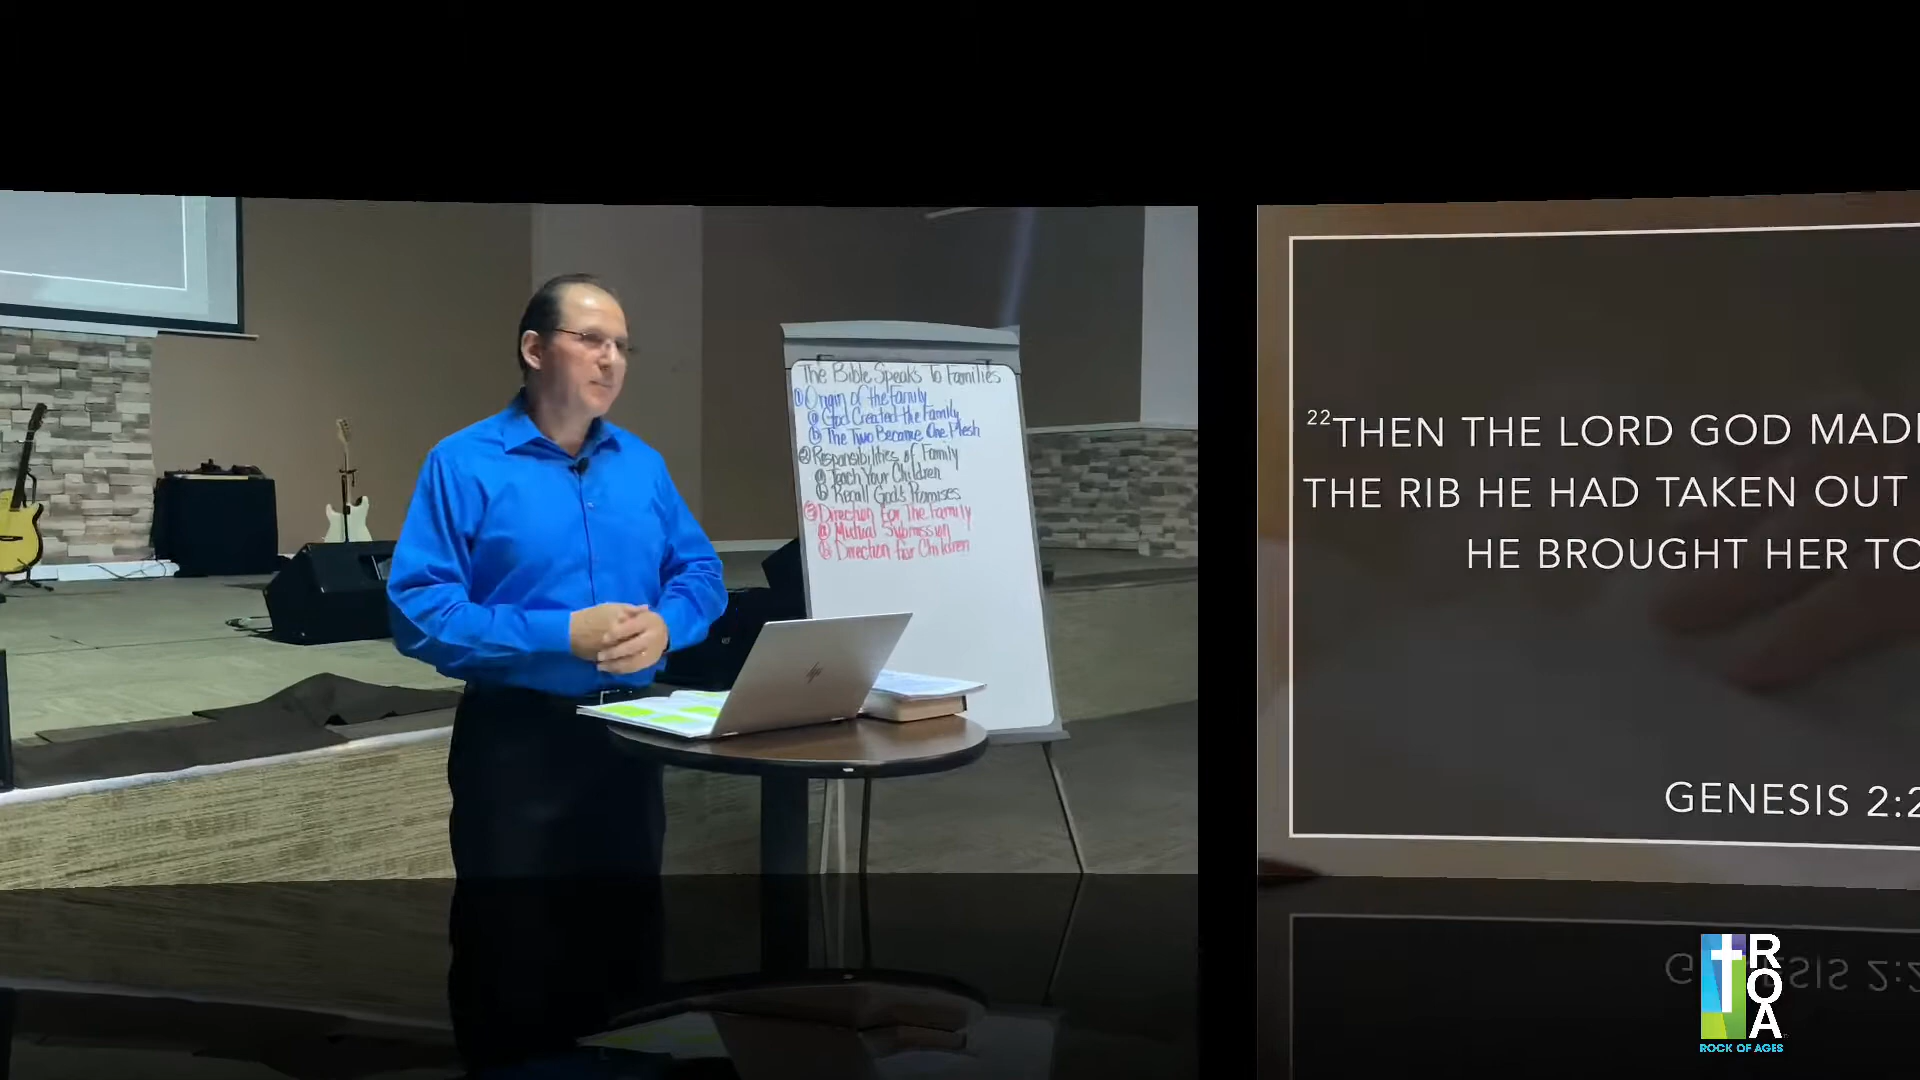 The Bible Speaks To Families
① Origin of the Family
ⓐ God Created the Family
ⓑ The Two Became One Flesh
② Responsibilities of Family
ⓐ Teach Your Children
ⓑ Recall God's Promises
③ Direction For The Family
ⓐ Mutual Submission
ⓑ Direction for Children
hp
22THEN THE LORD GOD MAD
THE RIB HE HAD TAKEN OUT
HE BROUGHT HER TO
GENESIS 2:2
ROA
ROCK OF AGES